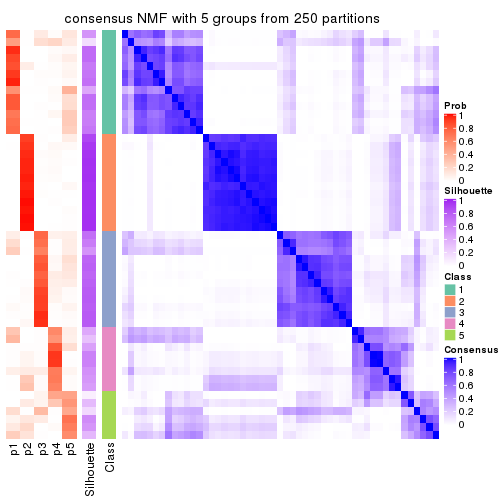 consensus NMF with 5 groups from 250 partitions
Prob
1
0.8
0.6
0.4
0.2
0
Silhouette
1
0.8
0.6
0.4
0.2
0
Class
1
2
3
4
5
Consensus
1
0.8
0.6
0.4
0.2
0
p1
p2
p3
p4
p5
Silhouette
Class